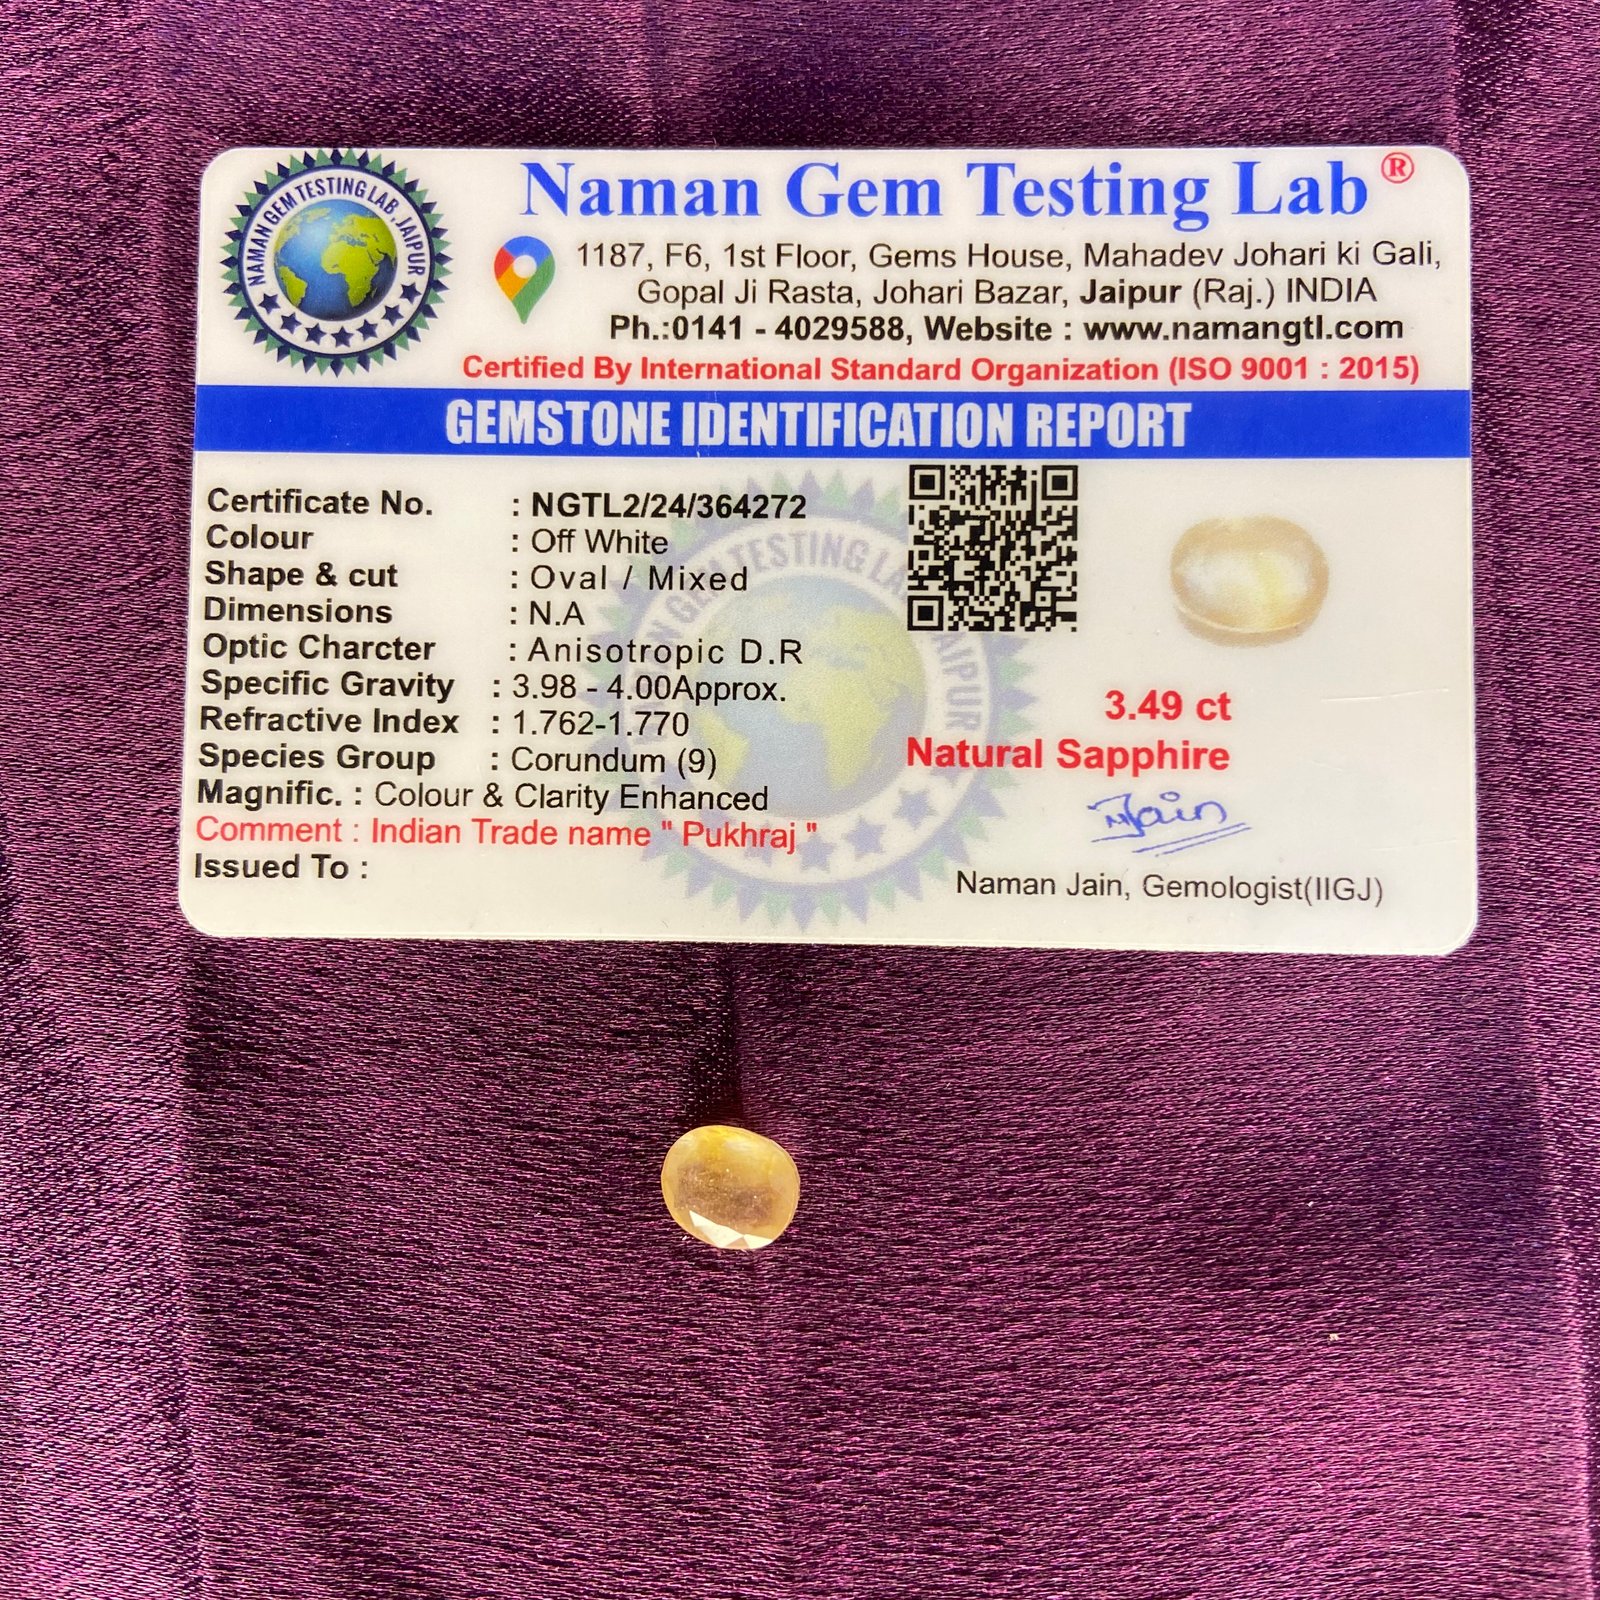 NAMAN GEM TESTING LAB, JAIPUR
Naman Gem Testing Lab ®
1187, F6, 1st Floor, Gems House, Mahadev Johari ki Gali,
Gopal Ji Rasta, Johari Bazar, Jaipur (Raj.) INDIA
Ph.:0141 - 4029588, Website : www.namangtl.com
Certified By International Standard Organization (ISO 9001 : 2015)
GEMSTONE IDENTIFICATION REPORT
Certificate No. : NGTL2/24/364272
Colour : Off White
Shape & cut : Oval / Mixed
Dimensions : N.A
Optic Charcter : Anisotropic D.R
Specific Gravity : 3.98 - 4.00Approx.
Refractive Index : 1.762-1.770
Species Group : Corundum (9)
Magnific. : Colour & Clarity Enhanced
Comment : Indian Trade name " Pukhraj "
Issued To :
3.49 ct
Natural Sapphire
NJain
Naman Jain, Gemologist(IIGJ)